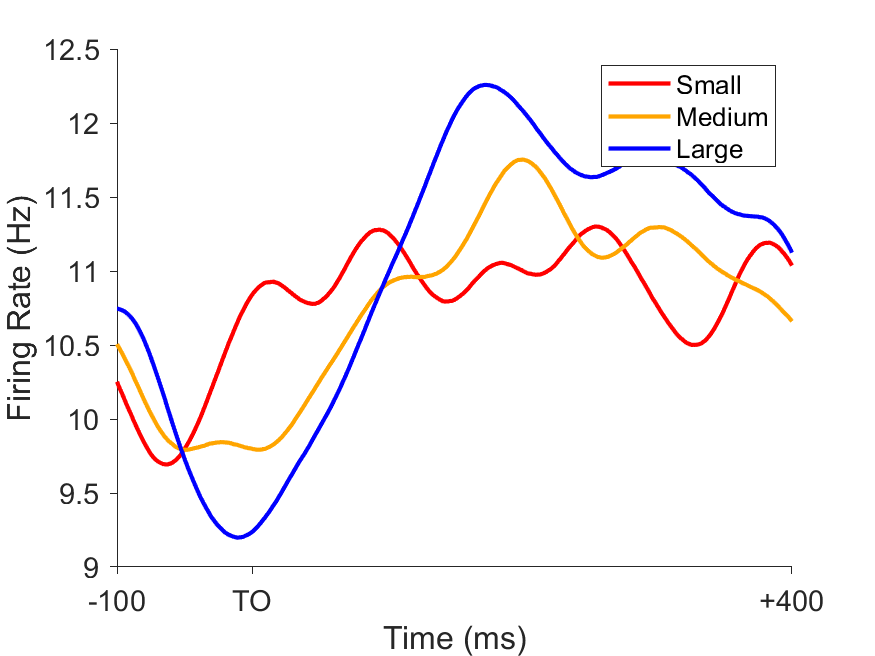 12.5
12
11.5
11
10.5
10
9.5
9
Firing Rate (Hz)
Small
Medium
Large
-100
TO
+400
Time (ms)